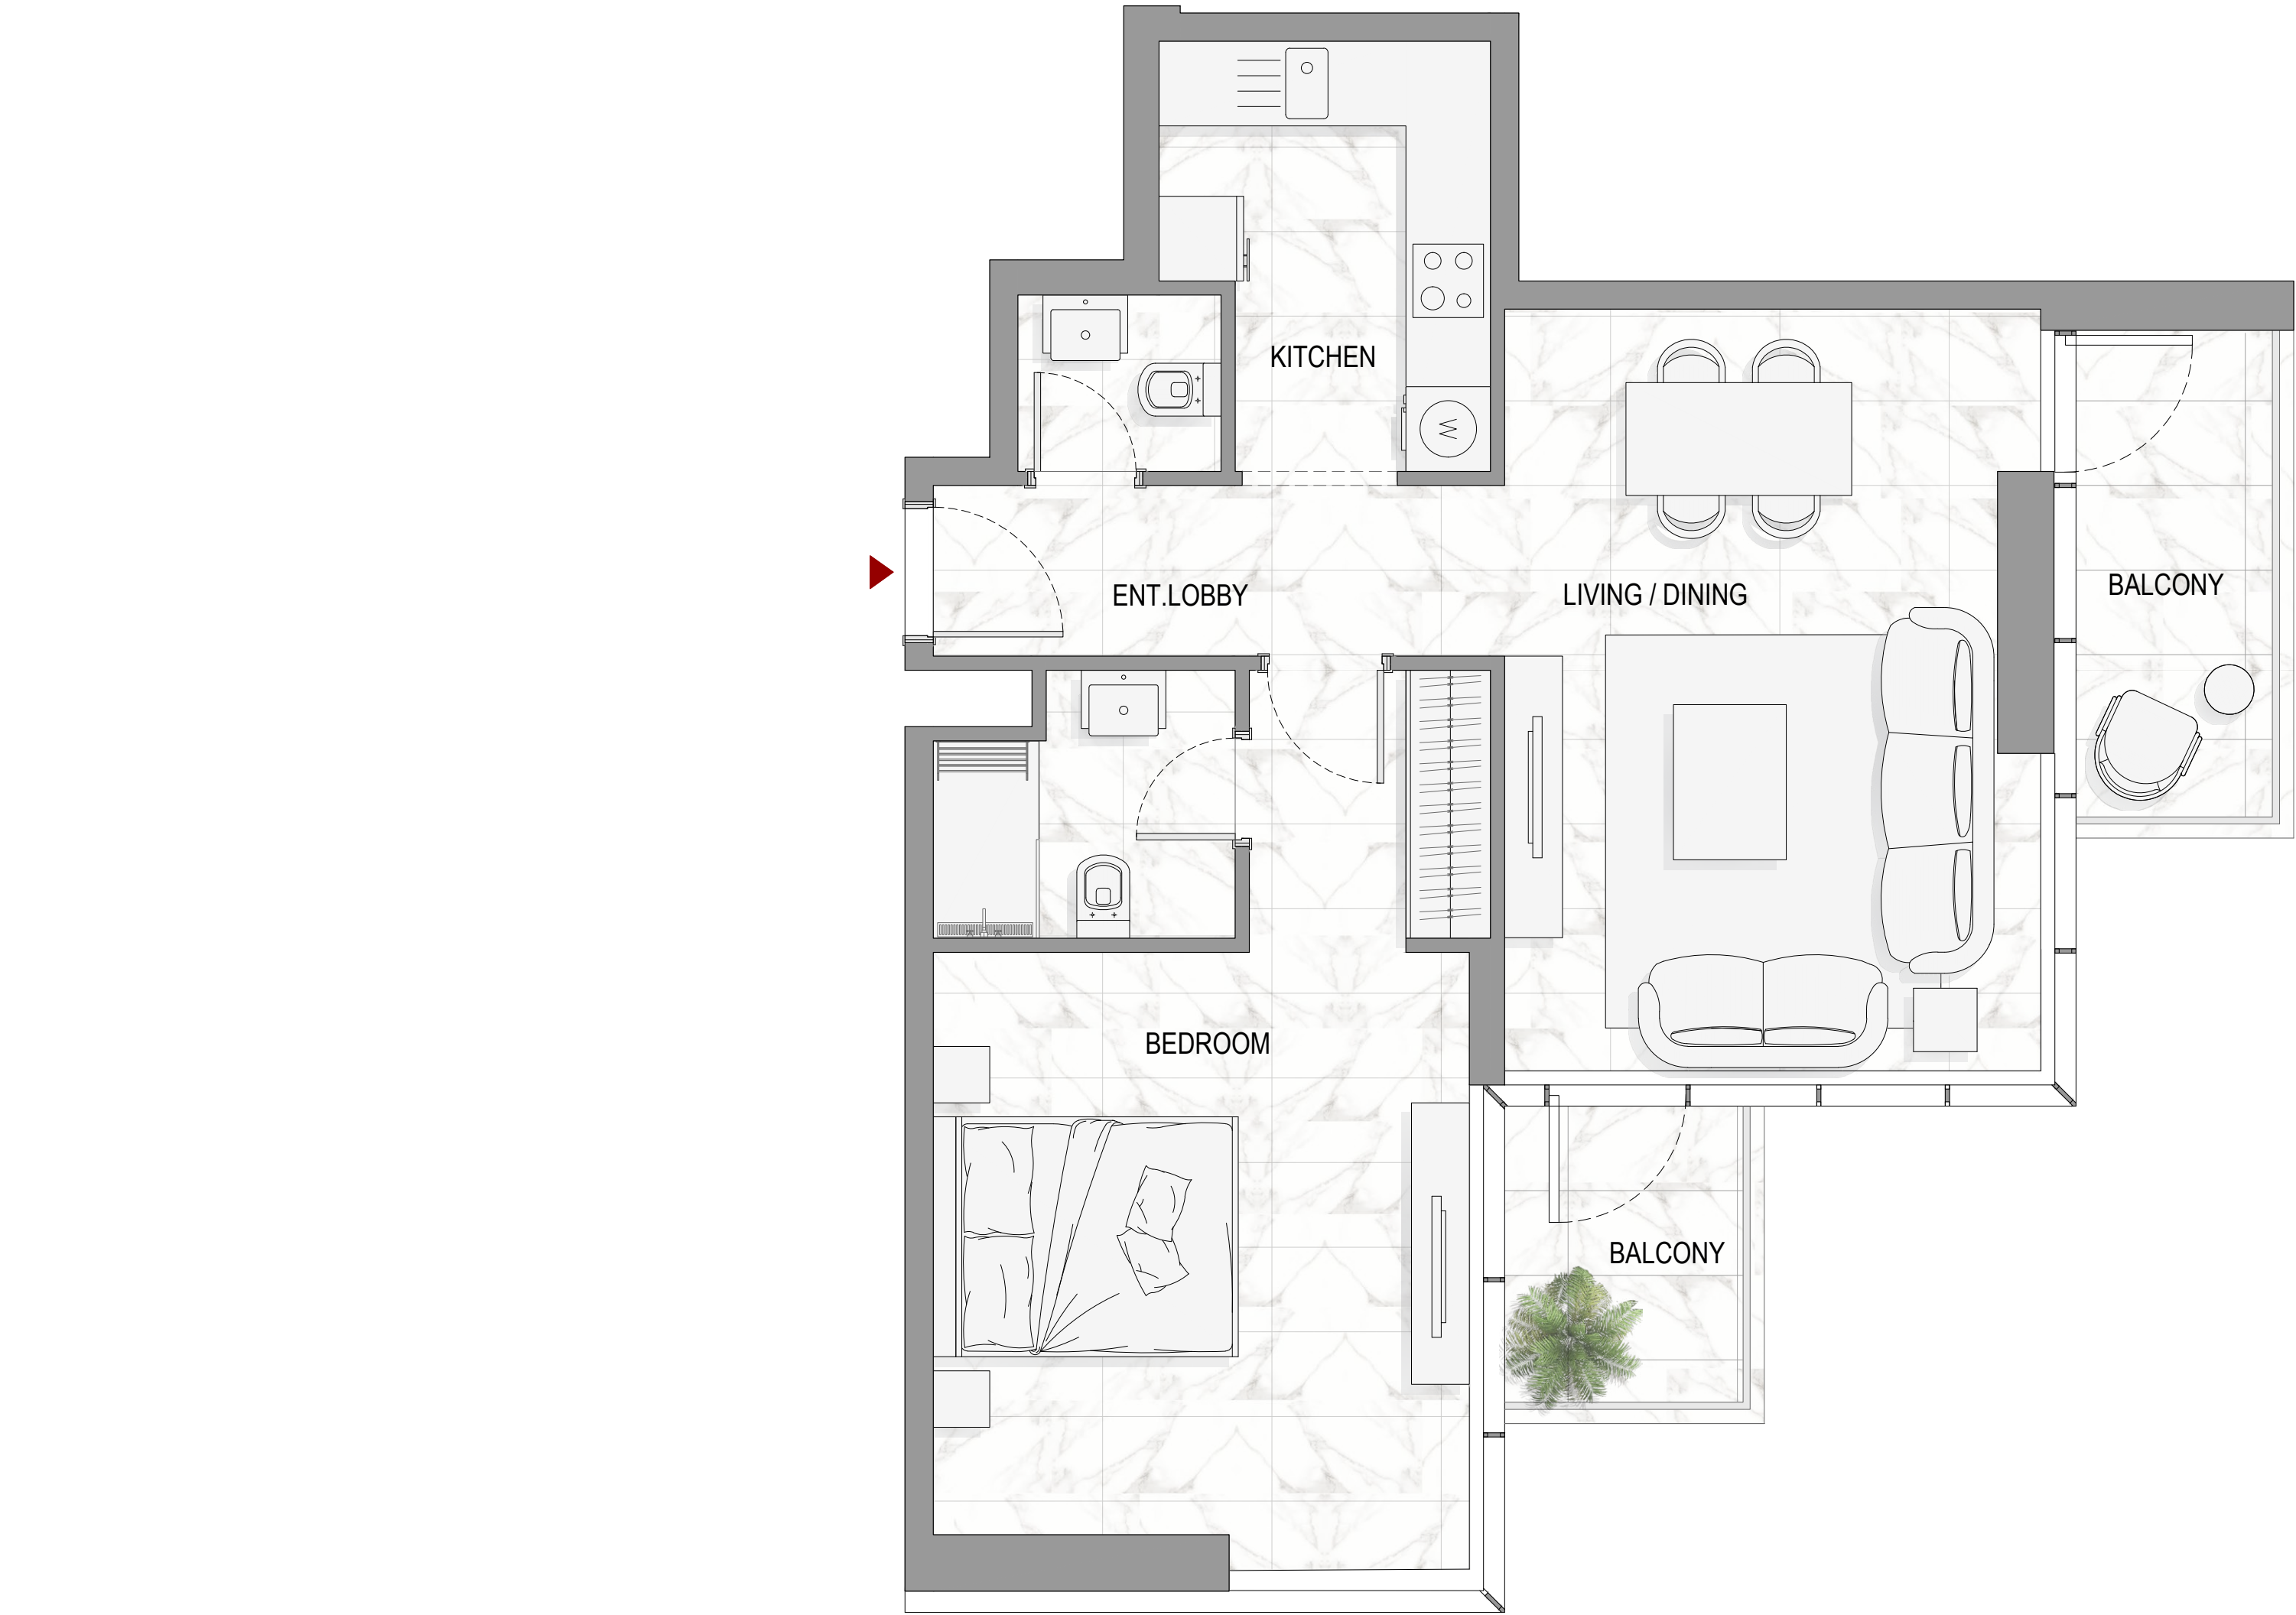 KITCHEN
W
ENT.LOBBY
LIVING / DINING
BALCONY
BEDROOM
BALCONY